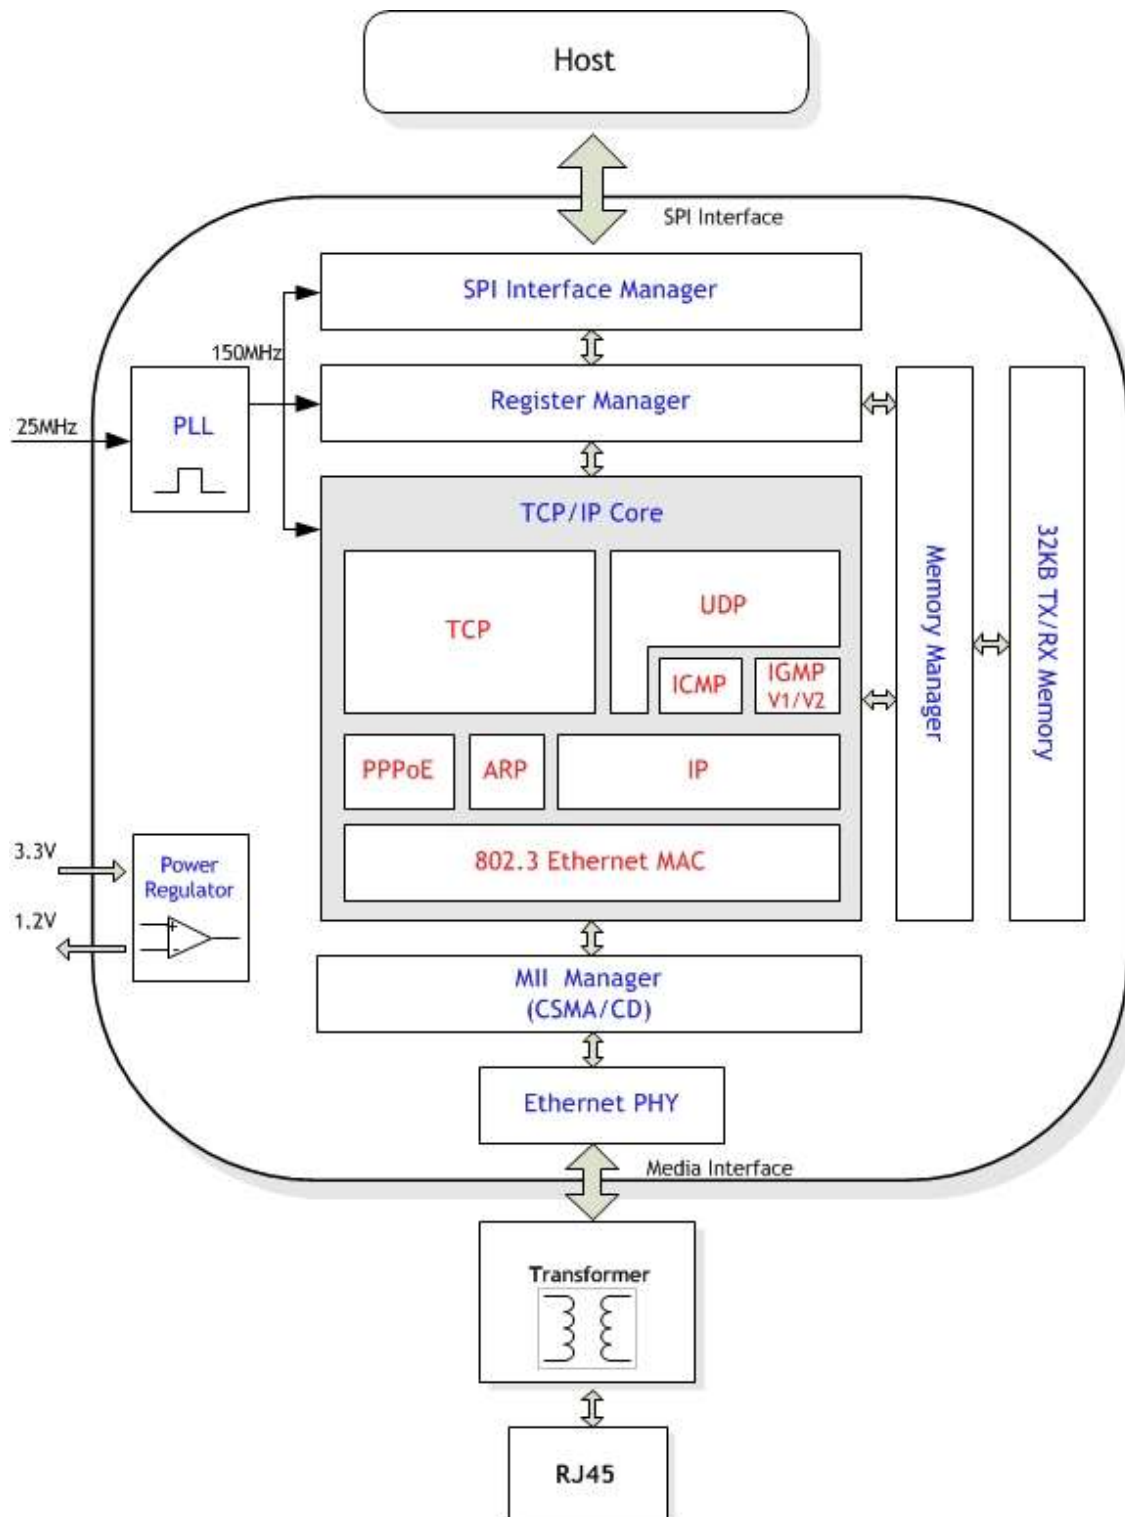 Host
SPI Interface
SPI Interface Manager
150MHz
Register Manager
25MHz
PLL
TCP/IP Core
TCP
UDP
ICMP
IGMP
V1/V2
Memory Manager
32KB TX/RX Memory
PPPoE
ARP
IP
802.3 Ethernet MAC
3.3V
1.2V
Power
Regulator
+
-
MII Manager
(CSMA/CD)
Ethernet PHY
Media Interface
Transformer
RJ45